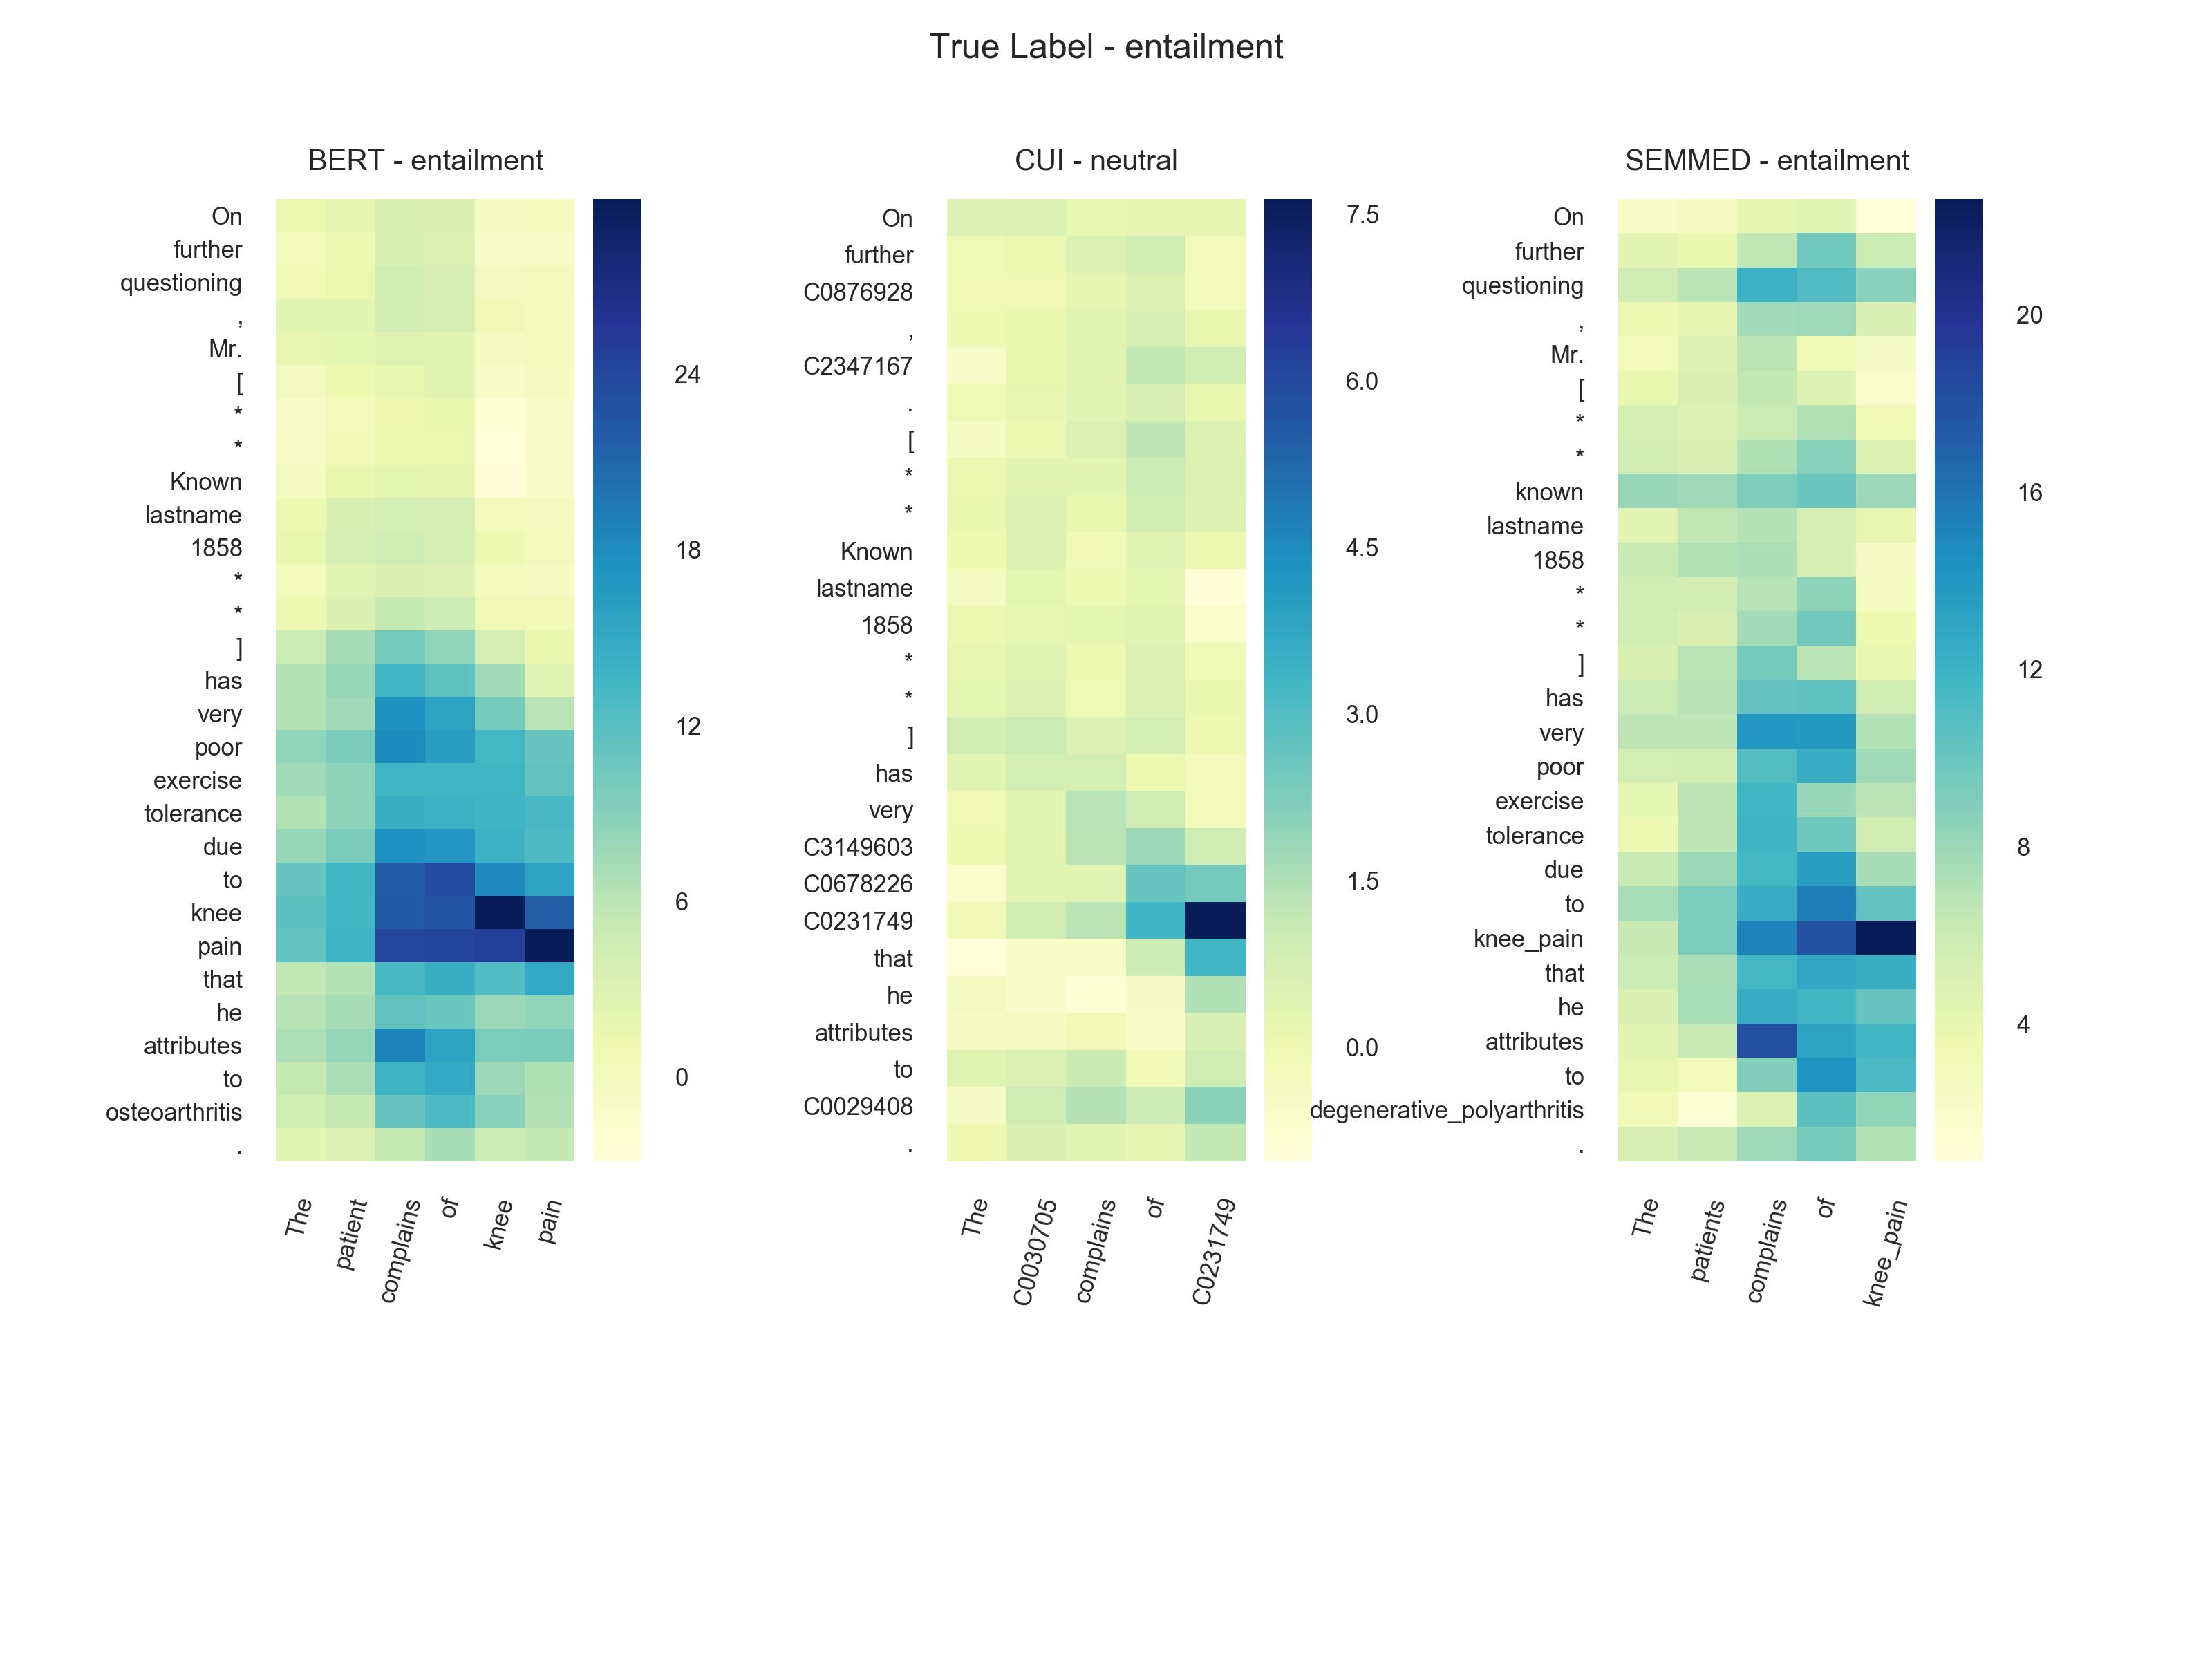 True Label - entailment
BERT - entailment
On
further
questioning
,
Mr.
[
*
*
Known
lastname
1858
*
*
]
has
very
poor
exercise
tolerance
due
to
knee
pain
that
he
attributes
to
osteoarthritis
.
The patient complains of knee pain
24
18
12
6
0
CUI - neutral
On
further
C0876928
,
C2347167
.
[
*
*
Known
lastname
1858
*
*
]
has
very
C3149603
C0678226
C0231749
that
he
attributes
to
C0029408
.
The C0030705 complains of C0231749
7.5
6.0
4.5
3.0
1.5
0.0
SEMMED - entailment
On
further
questioning
,
Mr.
[
*
*
known
lastname
1858
*
*
]
has
very
poor
exercise
tolerance
due
to
knee_pain
that
he
attributes
to
degenerative_polyarthritis
.
The patients complains of knee_pain
20
16
12
8
4